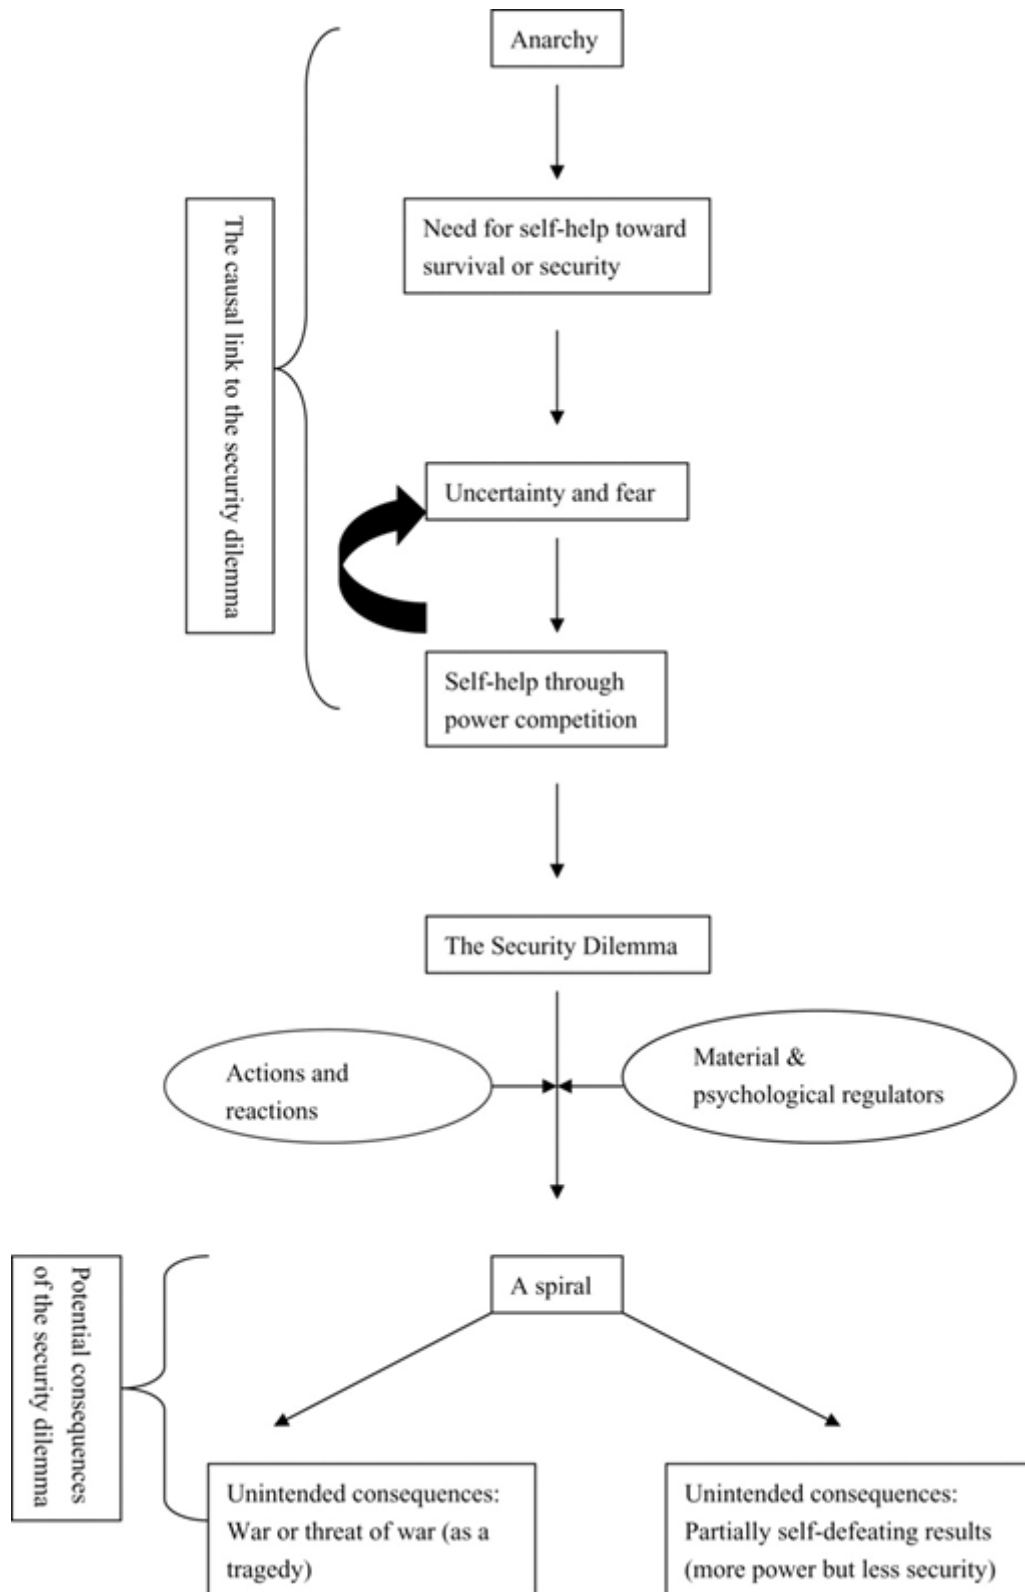 Anarchy
The causal link to the security dilemma
Need for self-help toward
survival or security
Uncertainty and fear
Self-help through
power competition
The Security Dilemma
Actions and
reactions
Material &
psychological regulators
Potential consequences
of the security dilemma
A spiral
Unintended consequences:
War or threat of war (as a
tragedy)
Unintended consequences:
Partially self-defeating results
(more power but less security)